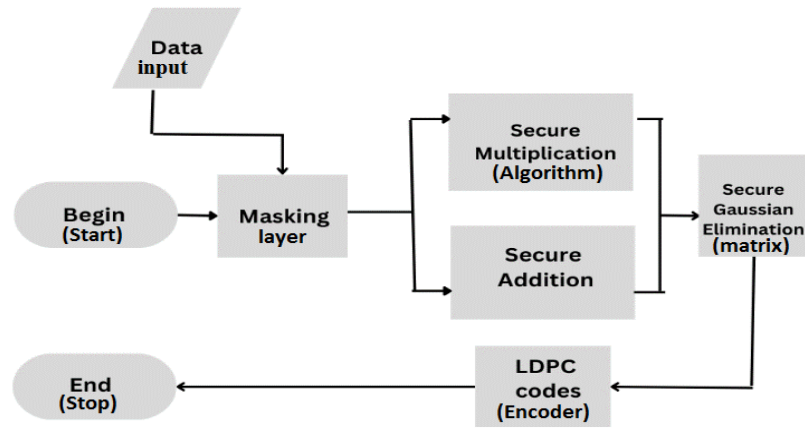 Data
input
Begin
(Start)
Masking
layer
Secure
Multiplication
(Algorithm)
Secure
Addition
Secure
Gaussian
Elimination
(matrix)
LDPC
codes
(Encoder)
End
(Stop)